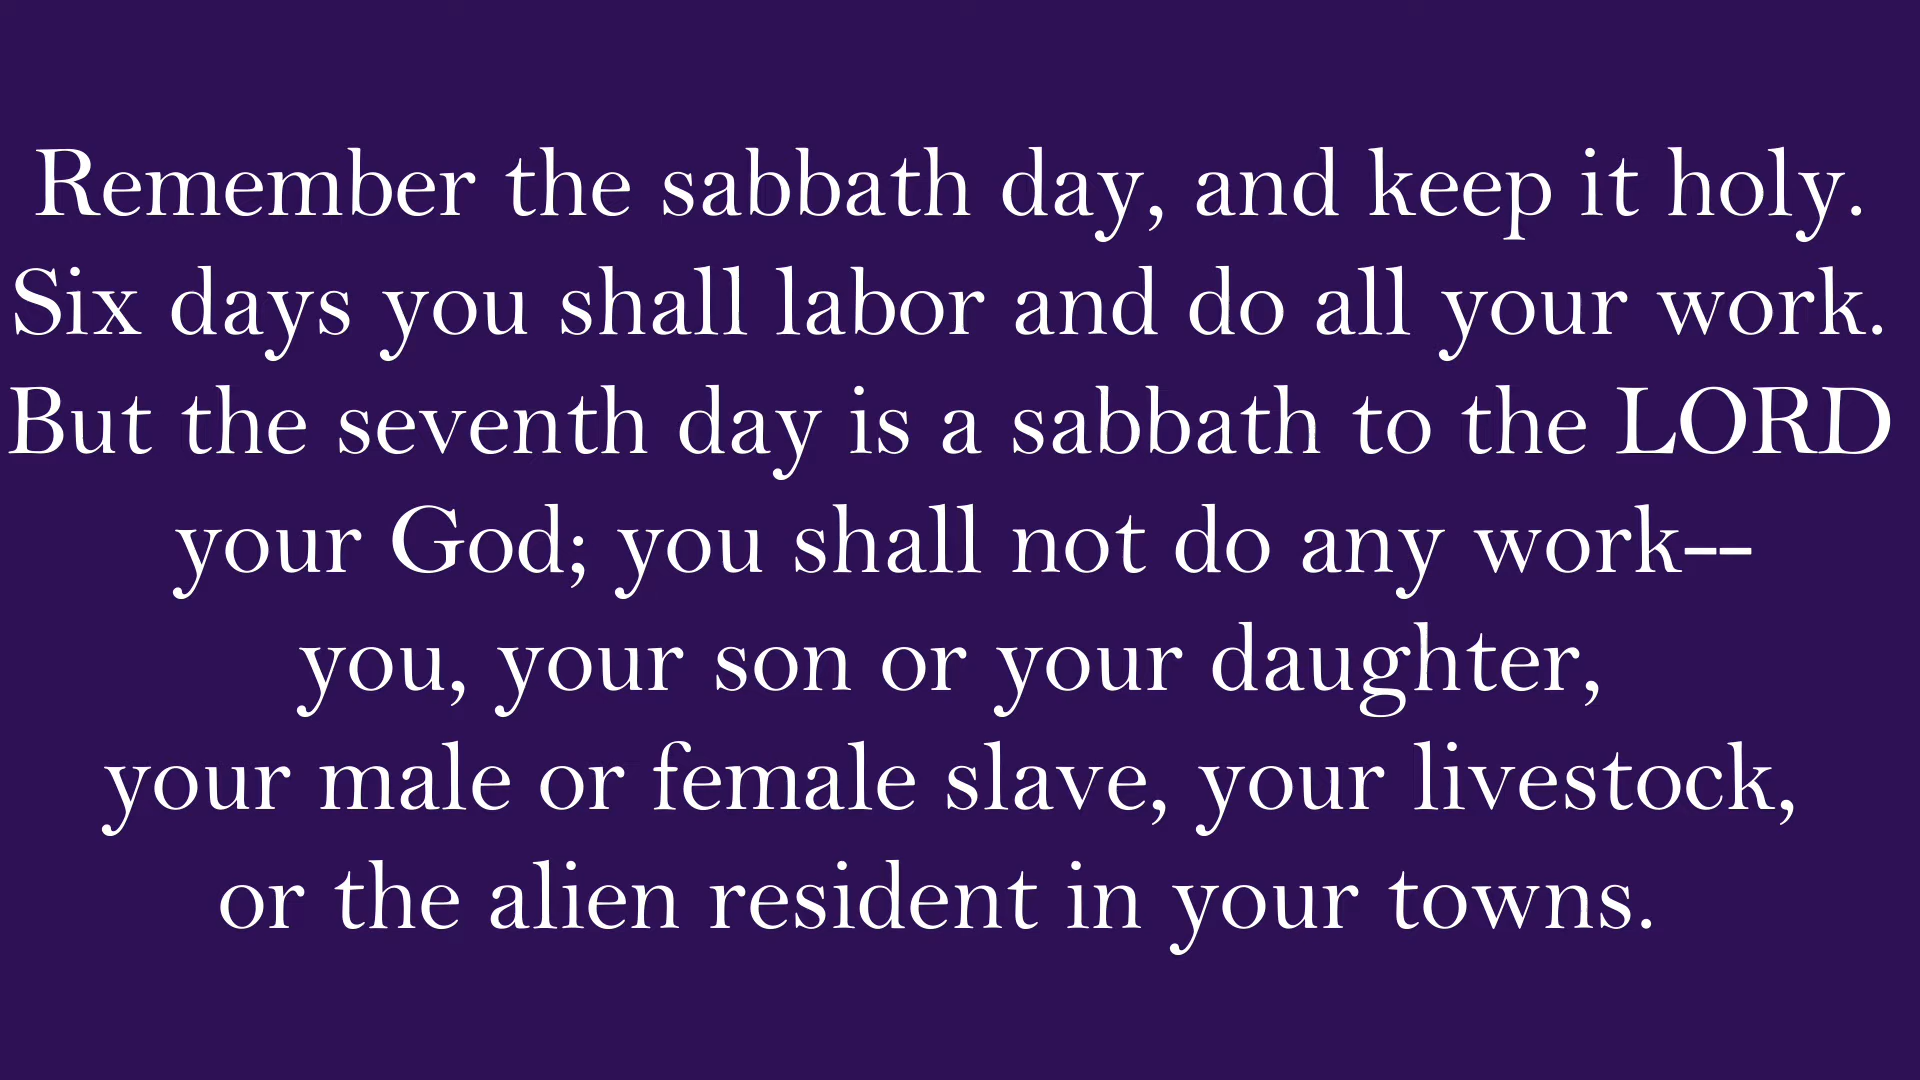 Remember the sabbath day, and keep it holy.
Six days you shall labor and do all your work.
But the seventh day is a sabbath to the LORD
your God; you shall not do any work--
you, your son or your daughter,
your male or female slave, your livestock,
or the alien resident in your towns.